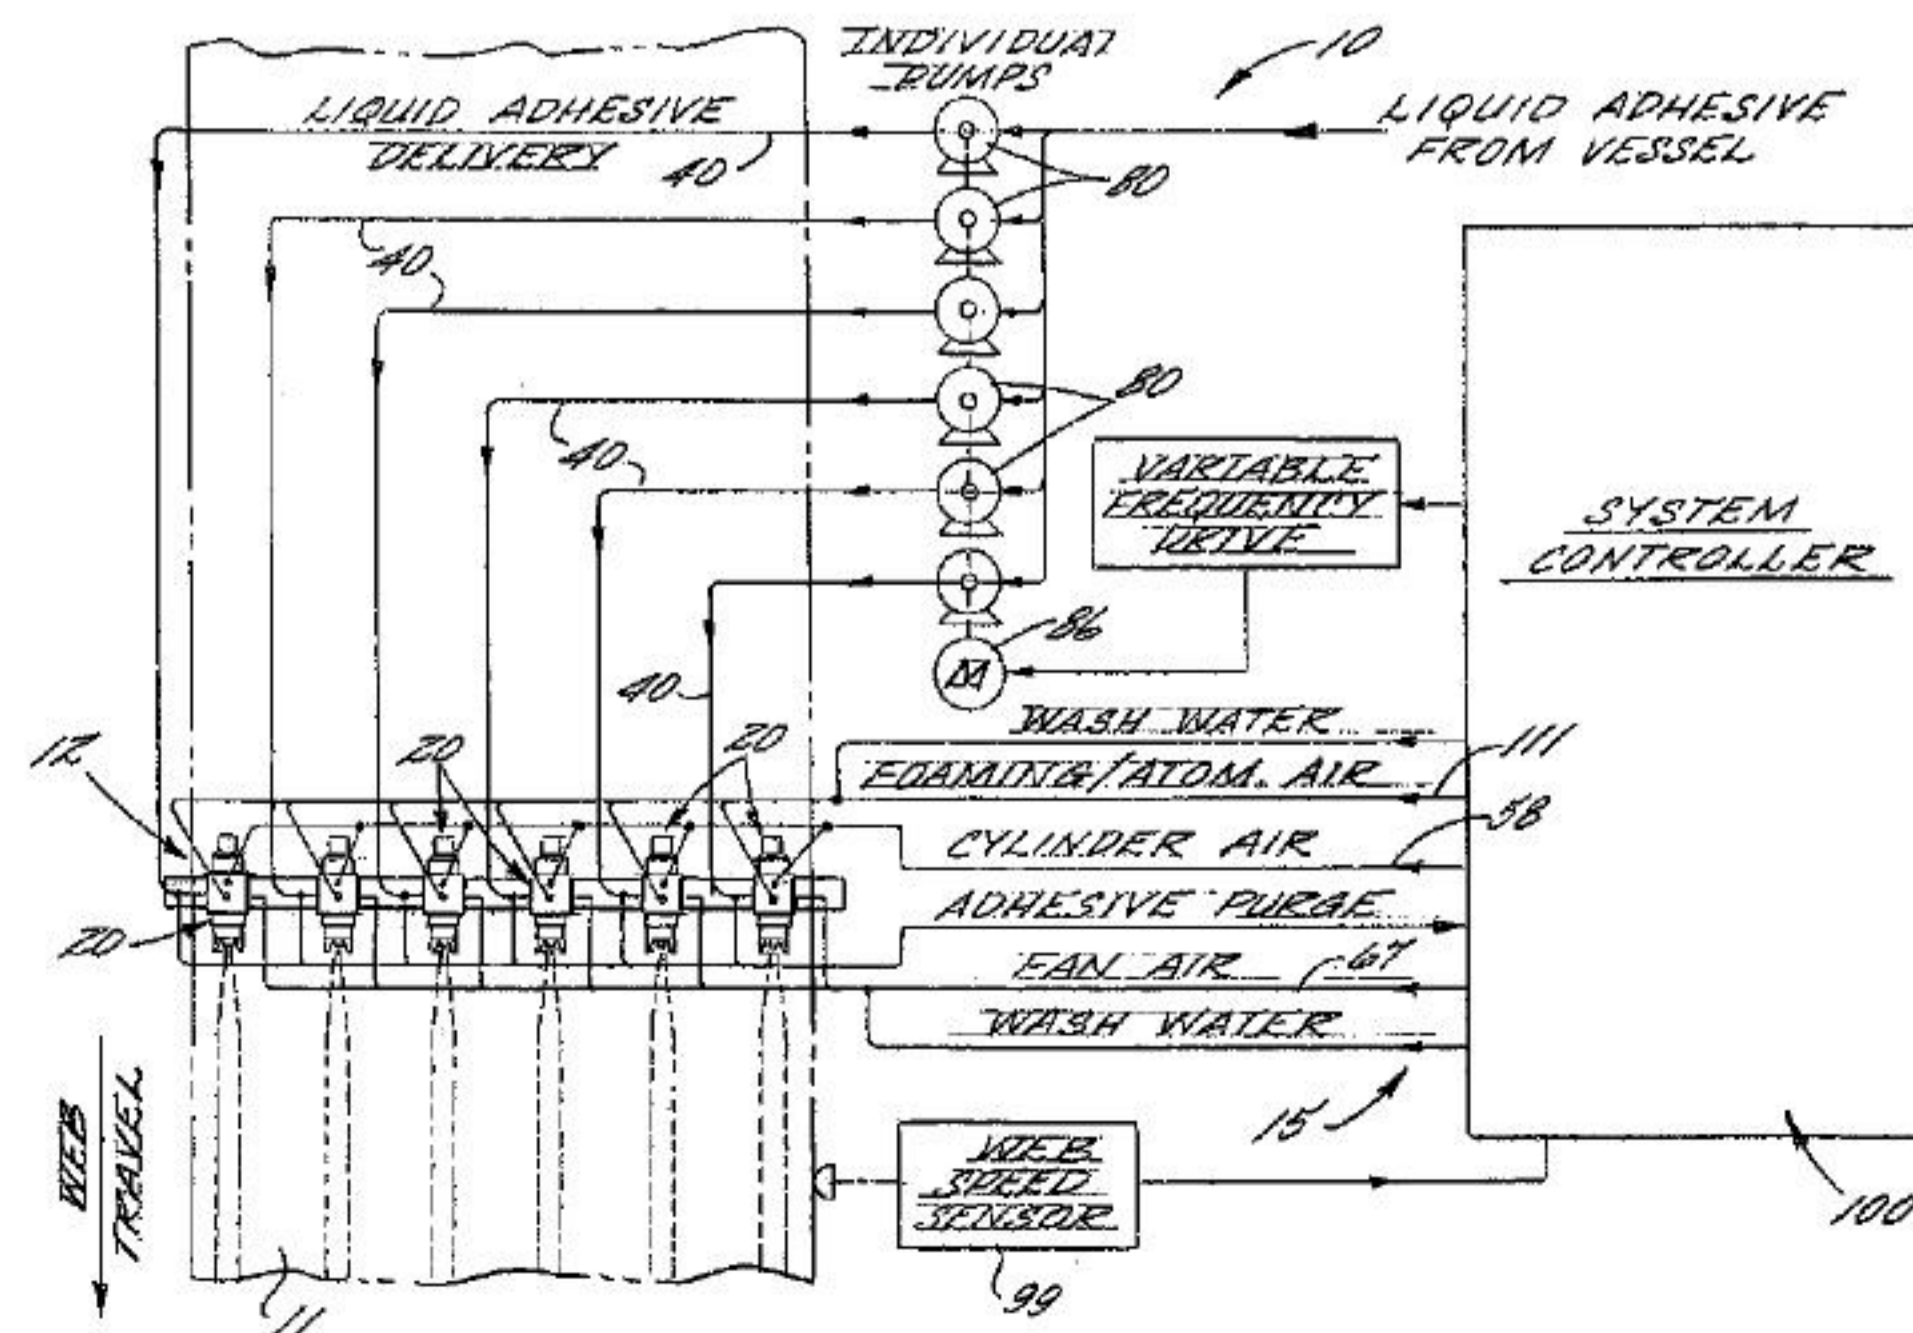 INDIVIDUAL
PUMPS
10
LIQUID ADHESIVE
DELIVERY
40
LIQUID ADHESIVE
FROM VESSEL
80
40
40
80
40
VARIABLE
FREQUENCY
DRIVE
SYSTEM
CONTROLLER
86
M
40
WASH WATER
111
12
20
20
FOAMING/ATOM. AIR
58
CYLINDER AIR
ADHESIVE PURGE
20
FAN AIR
67
WASH WATER
WEB
TRAVEL
15
WEB
SPEED
SENSOR
100
99
11